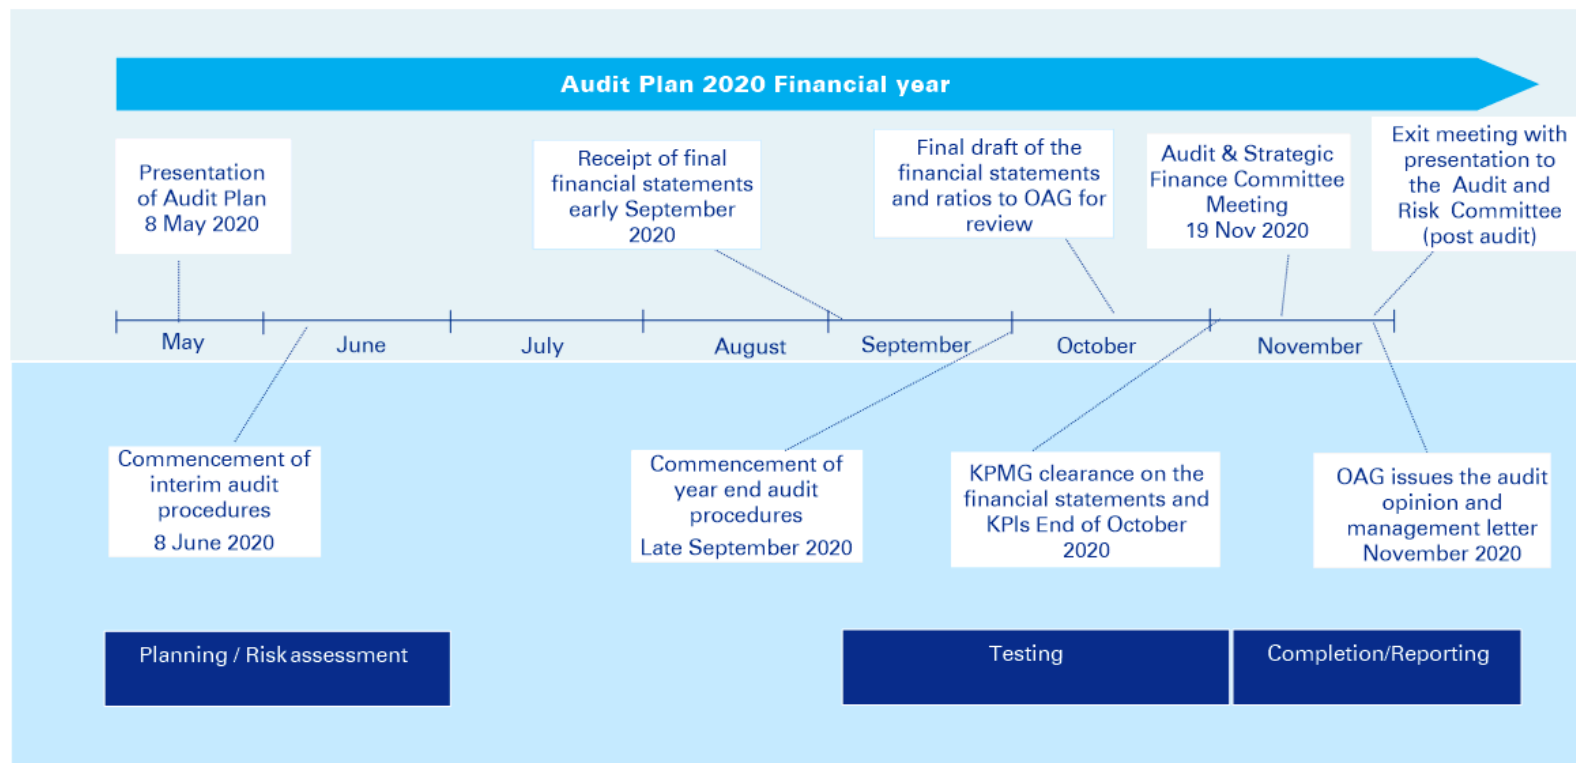 Audit Plan 2020 Financial year
Presentation
of Audit Plan
8 May 2020
Receipt of final
financial statements
early September
2020
Final draft of the
financial statements
and ratios to OAG for
review
Audit & Strategic
Finance Committee
Meeting
19 Nov 2020
Exit meeting with
presentation to
the Audit and
Risk Committee
(post audit)
May
June
July
August
September
October
November
Commencement of
interim audit
procedures
8 June 2020
Commencement of
year end audit
procedures
Late September 2020
KPMG clearance on the
financial statements and
KPIs End of October
2020
OAG issues the audit
opinion and
management letter
November 2020
Planning / Risk assessment
Testing
Completion/Reporting